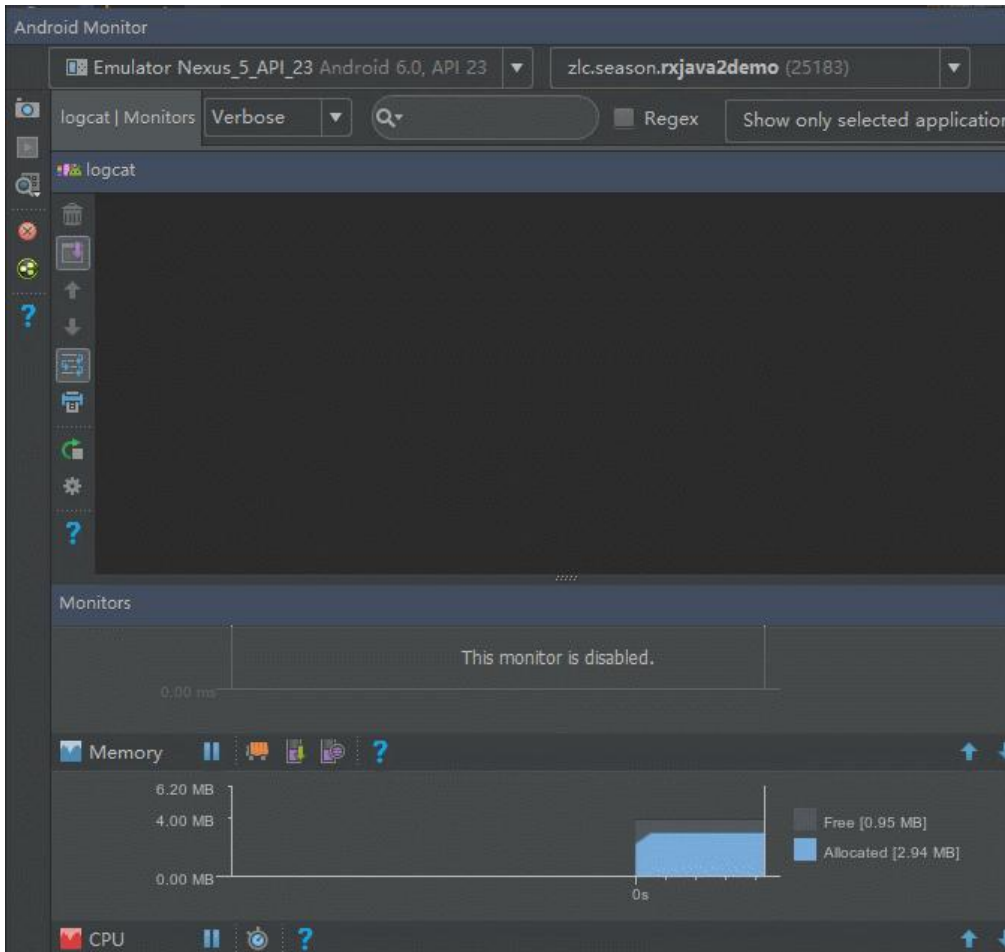 Android Monitor
Emulator Nexus_5_API_23 Android 6.0, API 23
zlc.season.rxjava2demo (25183)
logcat | Monitors
Verbose
Regex
Show only selected application
logcat
Monitors
This monitor is disabled.
0.00 ms
Memory
6.20 MB
4.00 MB
0.00 MB
0s
Free [0.95 MB]
Allocated [2.94 MB]
CPU